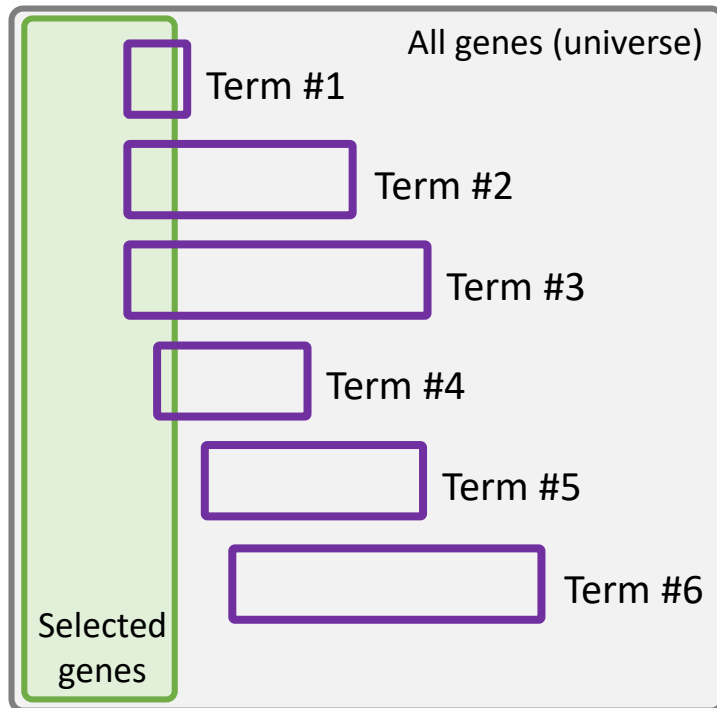 All genes (universe)
Term #1
Term #2
Term #3
Term #4
Term #5
Term #6
Selected
genes